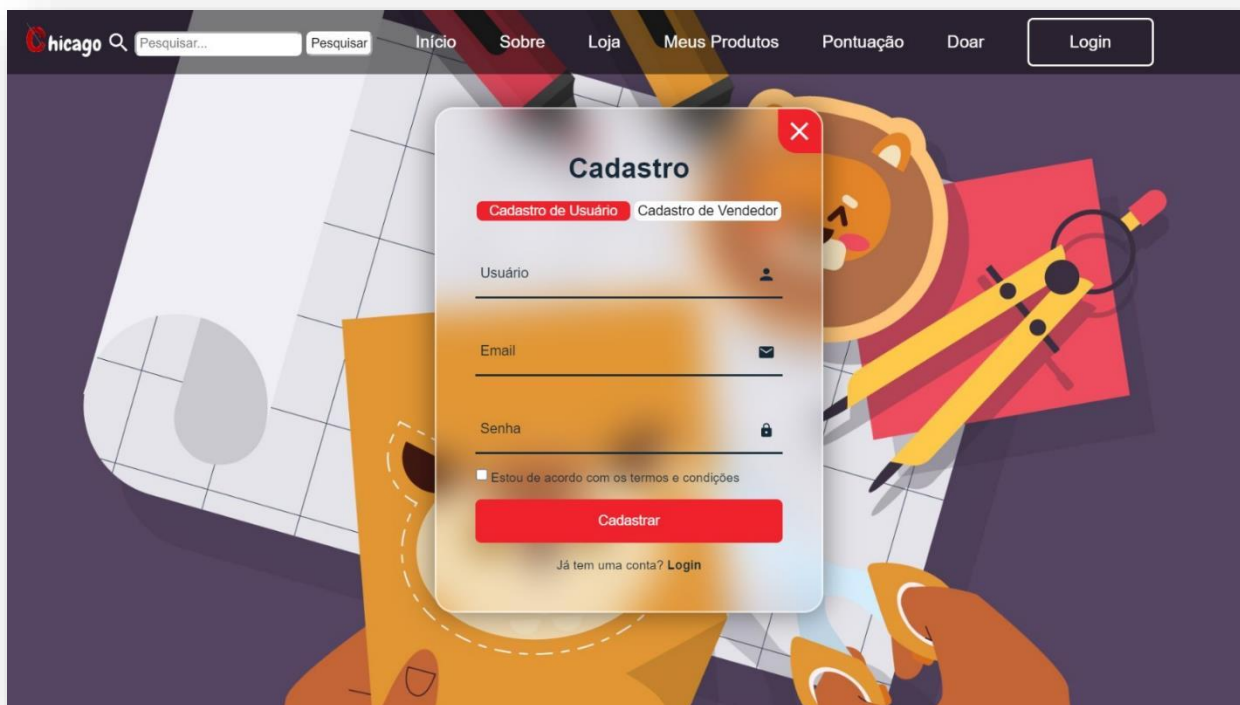 Chicago Pesquisar... Pesquisar Início Sobre Loja Meus Produtos Pontuação Doar Login
Cadastro
Cadastro de Usuário Cadastro de Vendedor
Usuário
Email
Senha
Estou de acordo com os termos e condições
Cadastrar
Já tem uma conta? Login